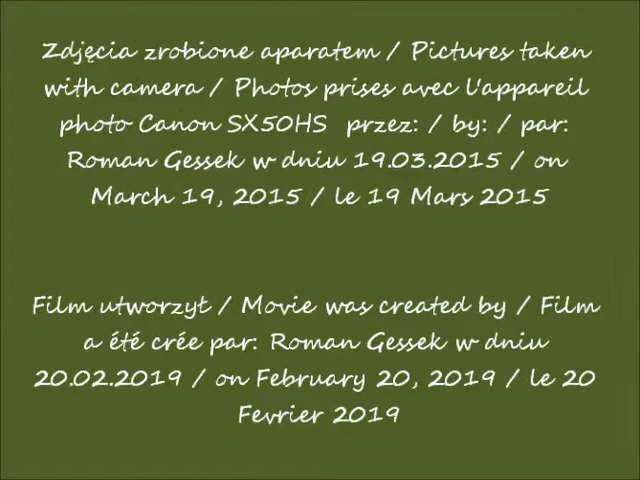 Zdjęcia zrobione aparatem / Pictures taken
with camera / Photos prises avec l'appareil
photo Canon SX50HS przez: / by: / par:
Roman Gessek w dniu 19.03.2015 / on
March 19, 2015 / le 19 Mars 2015
Film utworzył / Movie was created by / Film
a été crée par: Roman Gessek w dniu
20.02.2019 / on February 20, 2019 / le 20
Fevrier 2019